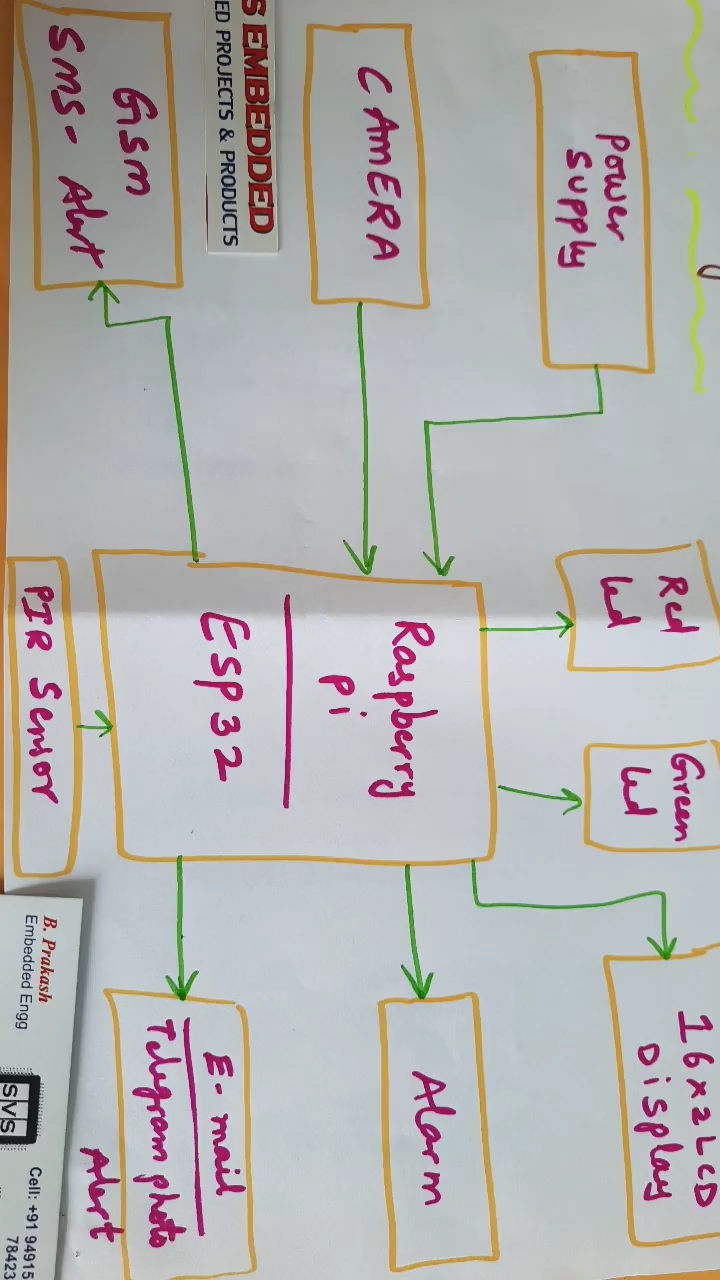 Power
Supply
CAMERA
S EMBEDDED
ED PROJECTS & PRODUCTS
GSM
SMS- Alert
Red
Led
Green
Led
Raspberry
Pi
ESP32
PIR Sensor
16x2 LCD
Display
Alarm
E-mail
Telegram photo
Alert
B. Prakash
Embedded Engg
SVS
Cell: +91 94915
78423